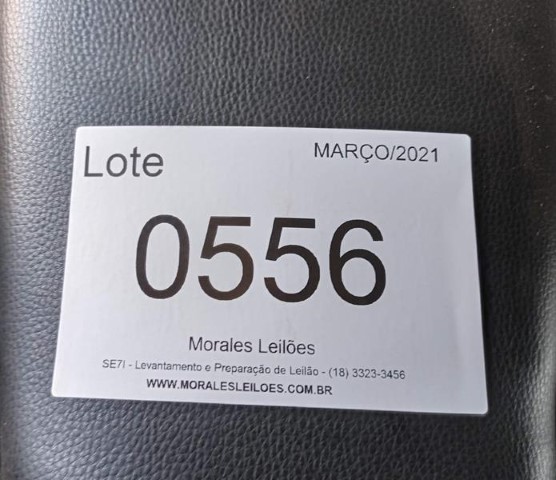 Lote MARÇO/2021
0556
Morales Leilões
SE7I - Levantamento e Preparação de Leilão - (18) 3323-3456
WWW.MORALESLEILOES.COM.BR